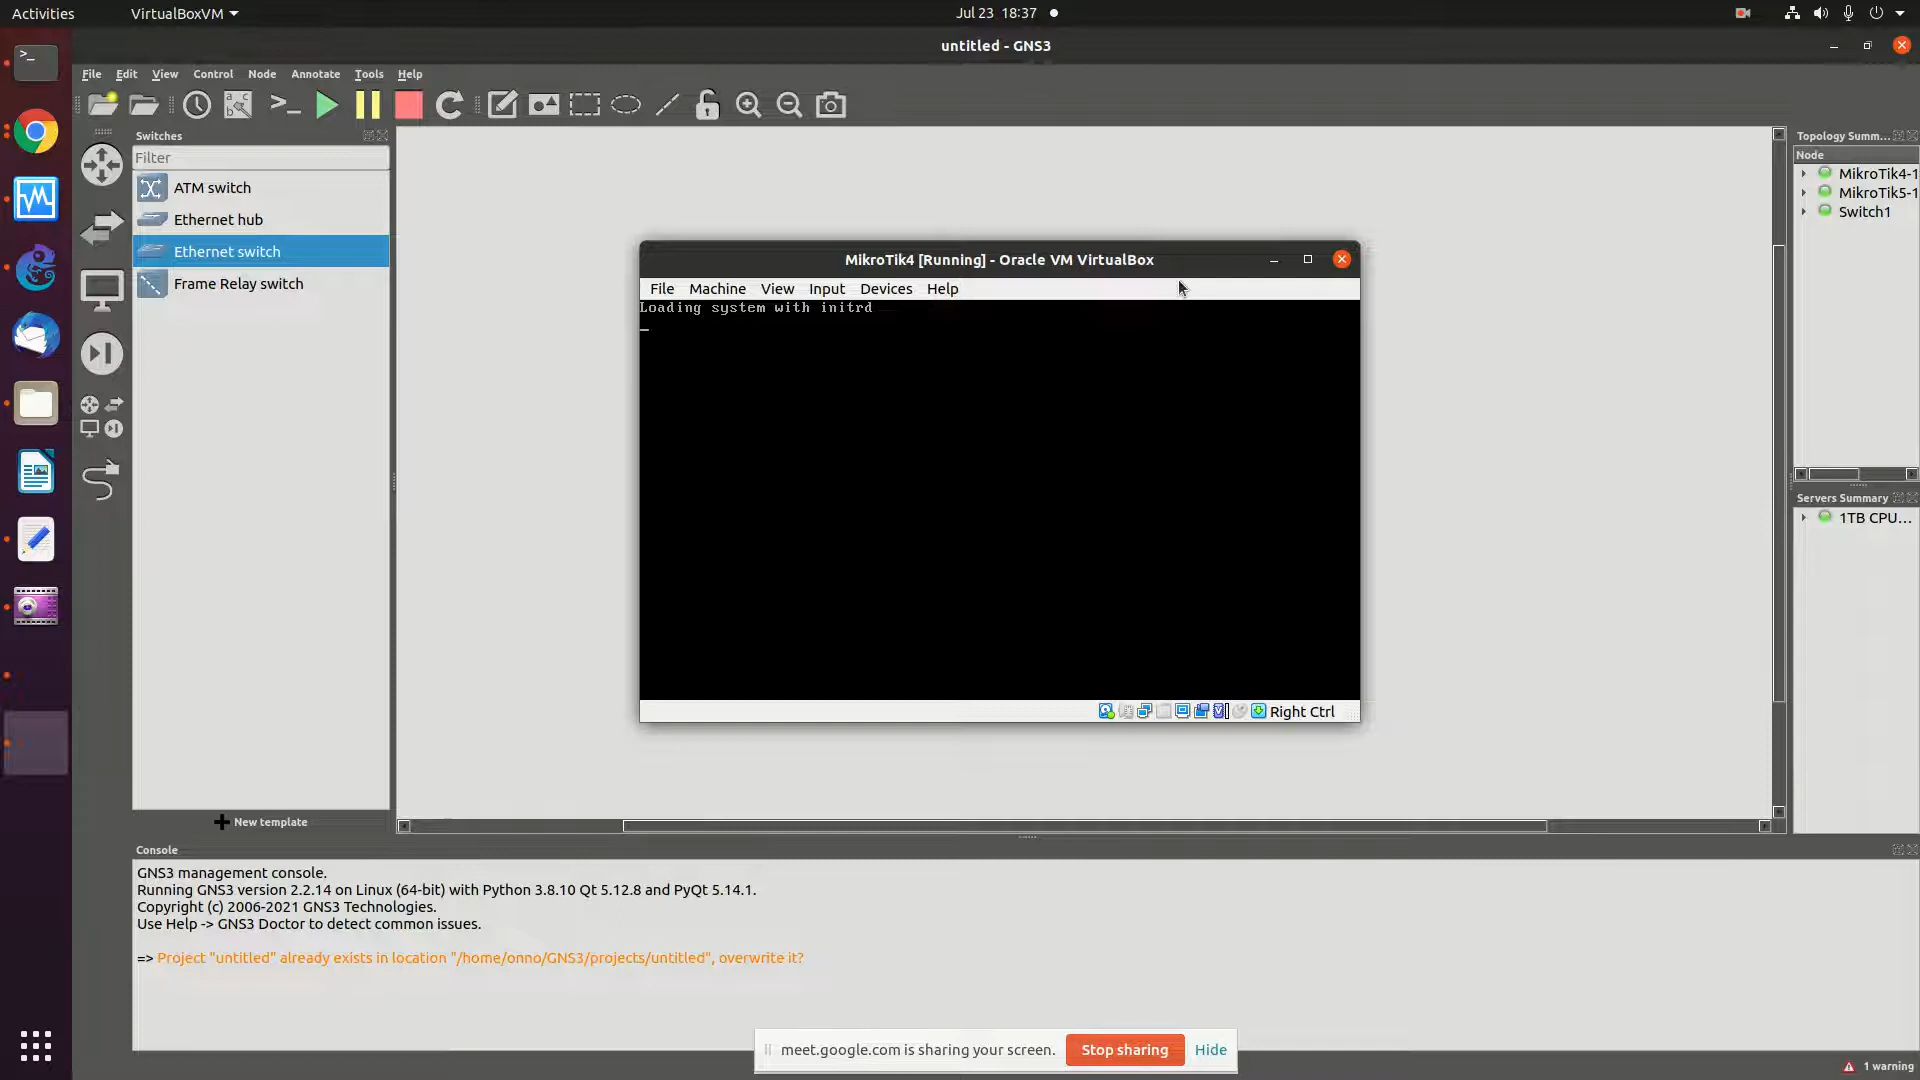 Activities
VirtualBoxVM
Jul 23 18:37
untitled - GNS3
File Edit View Control Node Annotate Tools Help
Switches
Filter
ATM switch
Ethernet hub
Ethernet switch
Frame Relay switch
New template
MikroTik4 [Running] - Oracle VM VirtualBox
File Machine View Input Devices Help
Loading system with initrd
_
Right Ctrl
Topology Summ...
Node
MikroTik4-1
MikroTik5-1
Switch1
Servers Summary
1TB CPU...
Console
GNS3 management console.
Running GNS3 version 2.2.14 on Linux (64-bit) with Python 3.8.10 Qt 5.12.8 and PyQt 5.14.1.
Copyright (c) 2006-2021 GNS3 Technologies.
Use Help -> GNS3 Doctor to detect common issues.
=> Project "untitled" already exists in location "/home/onno/GNS3/projects/untitled", overwrite it?
meet.google.com is sharing your screen.
Stop sharing
Hide
1 warning